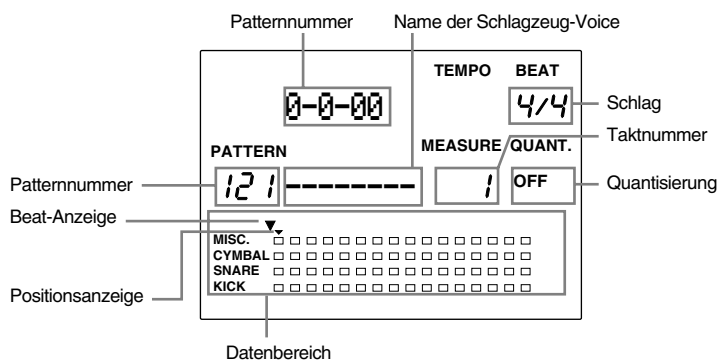 Patternnummer
Name der Schlagzeug-Voice
TEMPO BEAT
0-0-00
4/4
Schlag
Taktnummer
PATTERN
MEASURE QUANT.
Patternnummer
121
--------
1
OFF
Quantisierung
Beat-Anzeige
MISC.
CYMBAL
SNARE
KICK
Positionsanzeige
Datenbereich